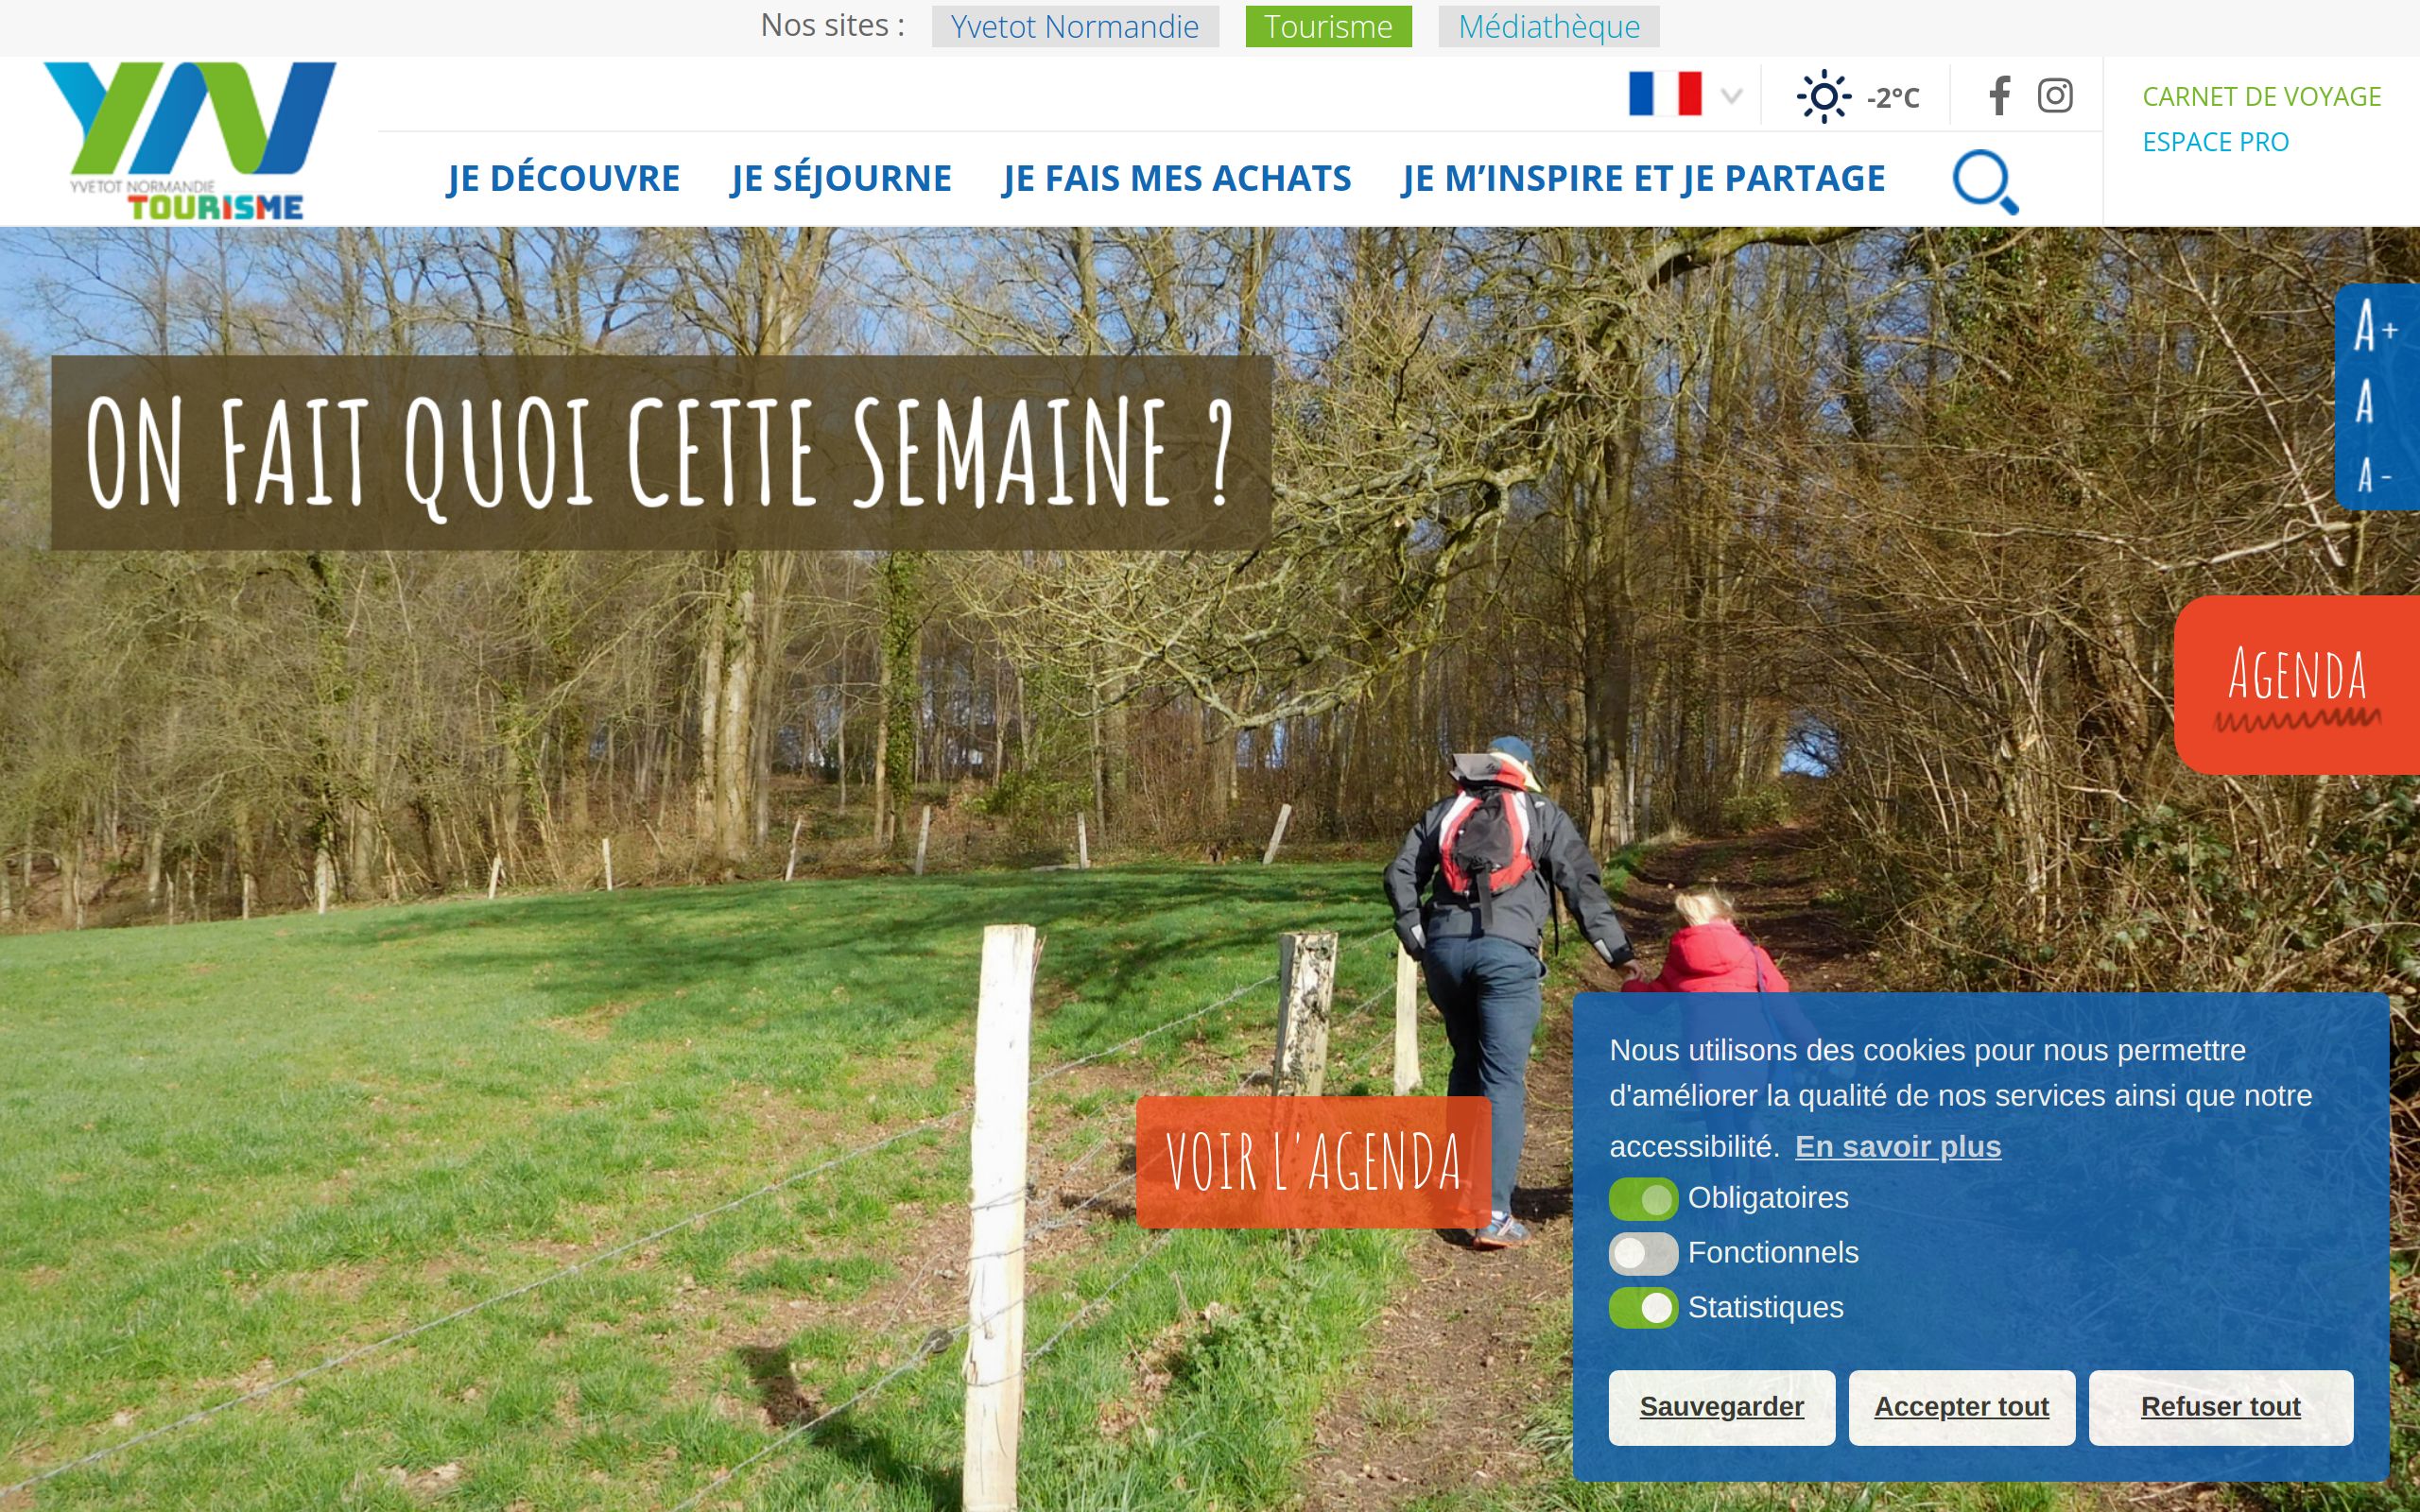 Nos sites : Yvetot Normandie Tourisme Médiathèque
-2°C
CARNET DE VOYAGE
ESPACE PRO
YVETOT NORMANDIE
TOURISME
JE DÉCOUVRE JE SÉJOURNE JE FAIS MES ACHATS JE M’INSPIRE ET JE PARTAGE
ON FAIT QUOI CETTE SEMAINE ?
A+
A
A-
AGENDA
VOIR L'AGENDA
Nous utilisons des cookies pour nous permettre
d'améliorer la qualité de nos services ainsi que notre
accessibilité. En savoir plus
Obligatoires
Fonctionnels
Statistiques
Sauvegarder Accepter tout Refuser tout